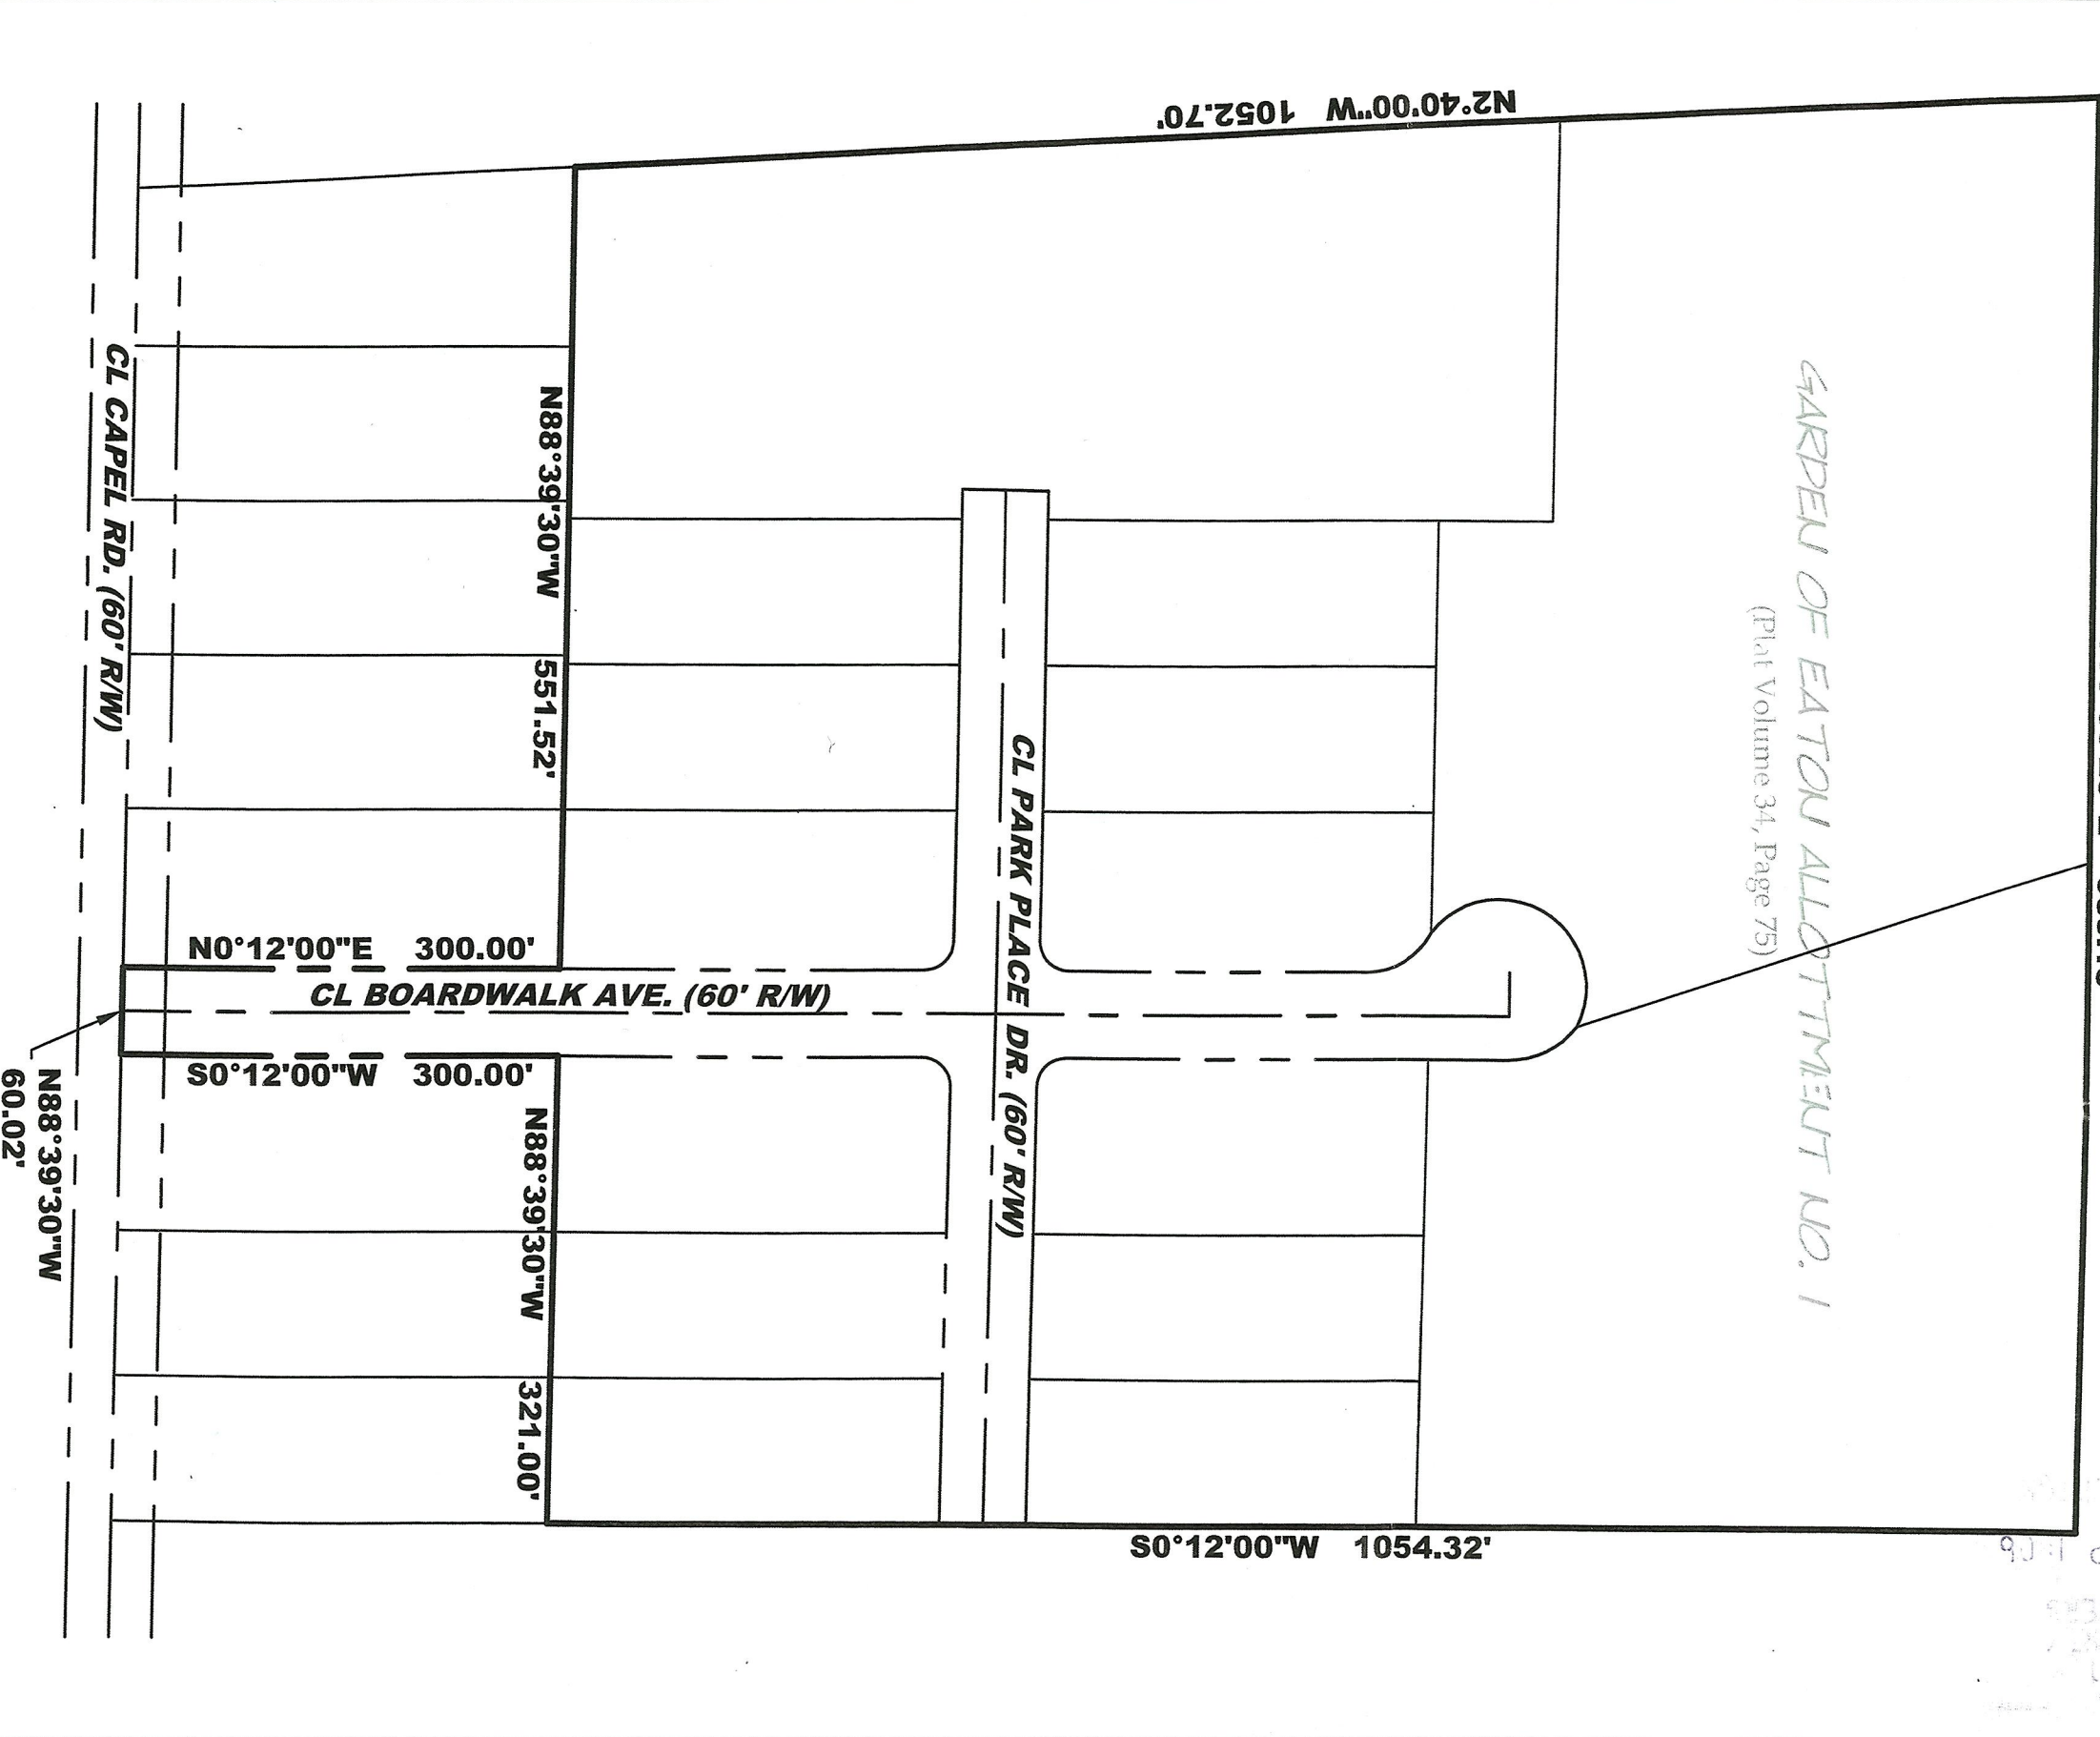 N2°40'00"W 1052.70'
GARDEN OF EATON ALLOTTMENT NO. 1
(Plat Volume 34, Page 75)
CL CAPEL RD. (60' R/W)
N88°39'30"W 551.52'
CL PARK PLACE DR. (60' R/W)
N0°12'00"E 300.00'
CL BOARDWALK AVE. (60' R/W)
S0°12'00"W 300.00'
N88°39'30"W
60.02'
N88°39'30"W 321.00'
S0°12'00"W 1054.32'